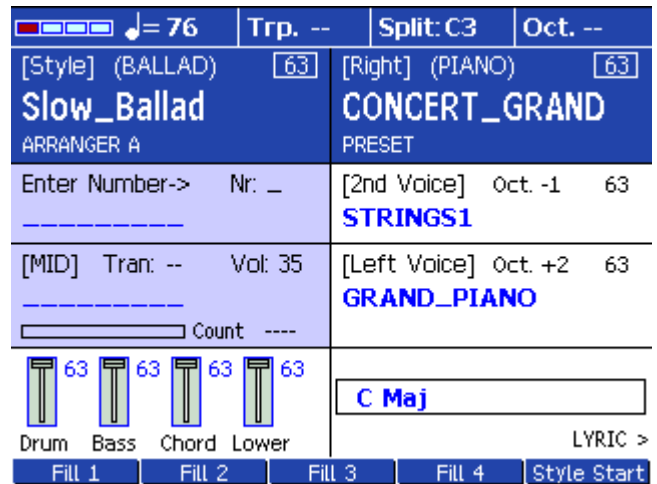 ♩= 76 Trp. -- Split: C3 Oct. --
[Style] (BALLAD) 63
Slow_Ballad
ARRANGER A
[Right] (PIANO) 63
CONCERT_GRAND
PRESET
Enter Number-> Nr: _
_________
[2nd Voice] Oct. -1 63
STRINGS1
[MID] Tran: -- Vol: 35
_________
Count ----
[Left Voice] Oct. +2 63
GRAND_PIANO
63 63 63 63
Drum Bass Chord Lower
C Maj
LYRIC >
Fill 1 Fill 2 Fill 3 Fill 4 Style Start